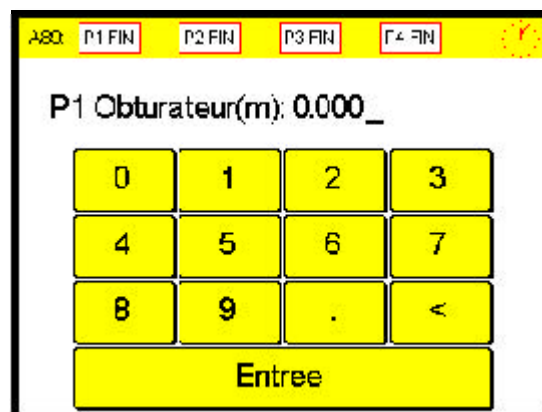 A80: P1 FIN P2 FIN P3 FIN P4 FIN
P1 Obturateur(m): 0.000_
0 1 2 3
4 5 6 7
8 9 . <
Entree